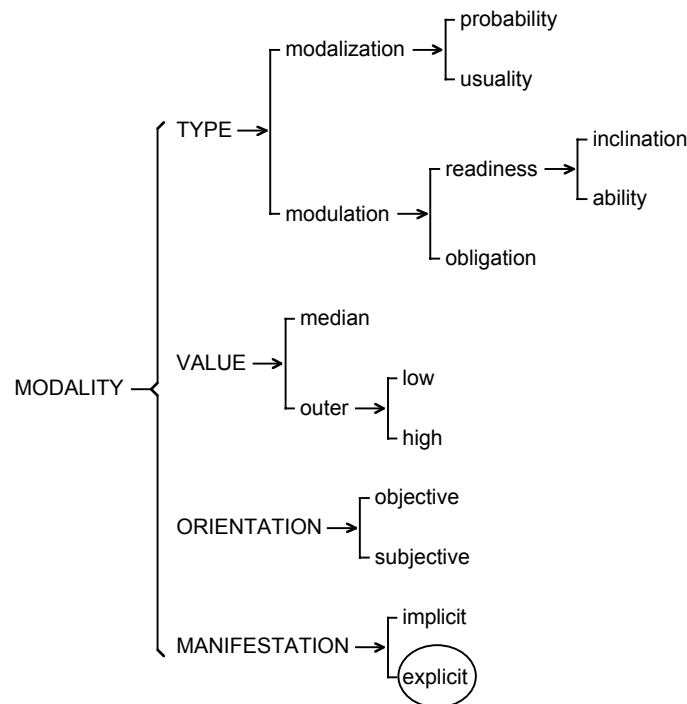 probability
modalization
usuality
TYPE
inclination
readiness
ability
modulation
obligation
median
VALUE
low
MODALITY
outer
high
objective
ORIENTATION
subjective
implicit
MANIFESTATION
explicit